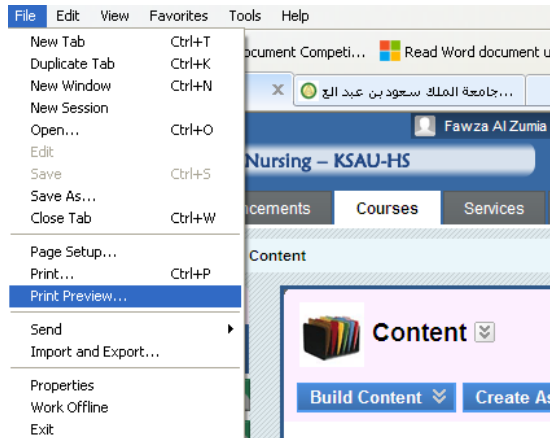 File Edit View Favorites Tools Help
New Tab Ctrl+T
Duplicate Tab Ctrl+K
New Window Ctrl+N
New Session
Open... Ctrl+O
Edit
Save Ctrl+S
Save As...
Close Tab Ctrl+W
Page Setup...
Print... Ctrl+P
Print Preview...
Send
Import and Export...
Properties
Work Offline
Exit
ocument Competi... Read Word document u
جامعة الملك سعود بن عبد الع...
Fawza Al Zumia
Nursing – KSAU-HS
ncements Courses Services
Content
Content
Build Content Create As